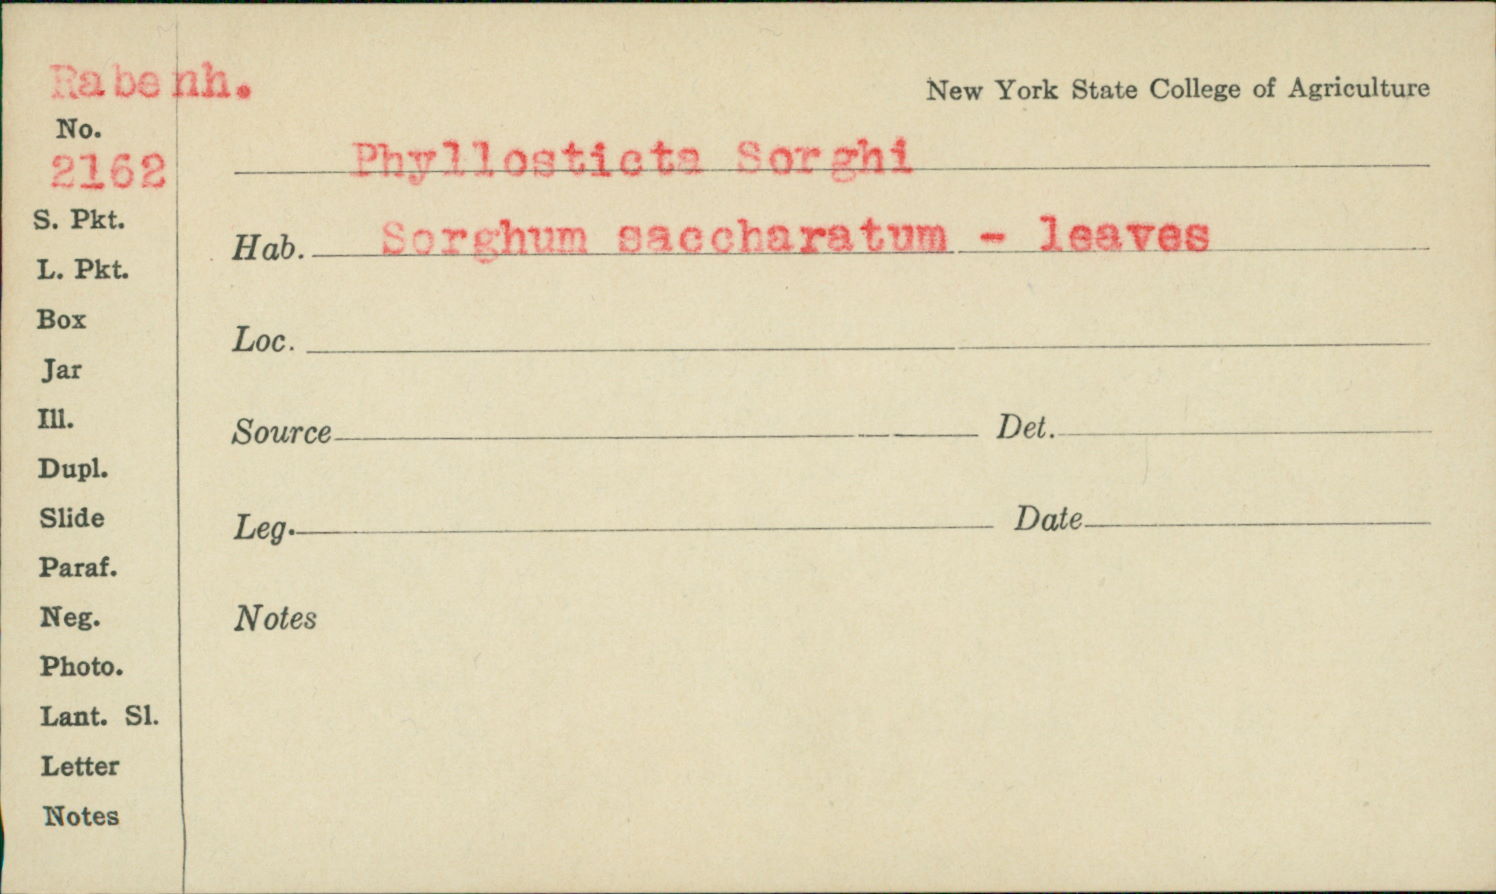 Rabenh.
New York State College of Agriculture
No.
2162
Phyllosticta Sorghi
S. Pkt.
Hab. Sorghum saccharatum - leaves
L. Pkt.
Box
Loc.
Jar
Ill.
Source Det.
Dupl.
Slide
Leg. Date
Paraf.
Neg.
Notes
Photo.
Lant. Sl.
Letter
Notes